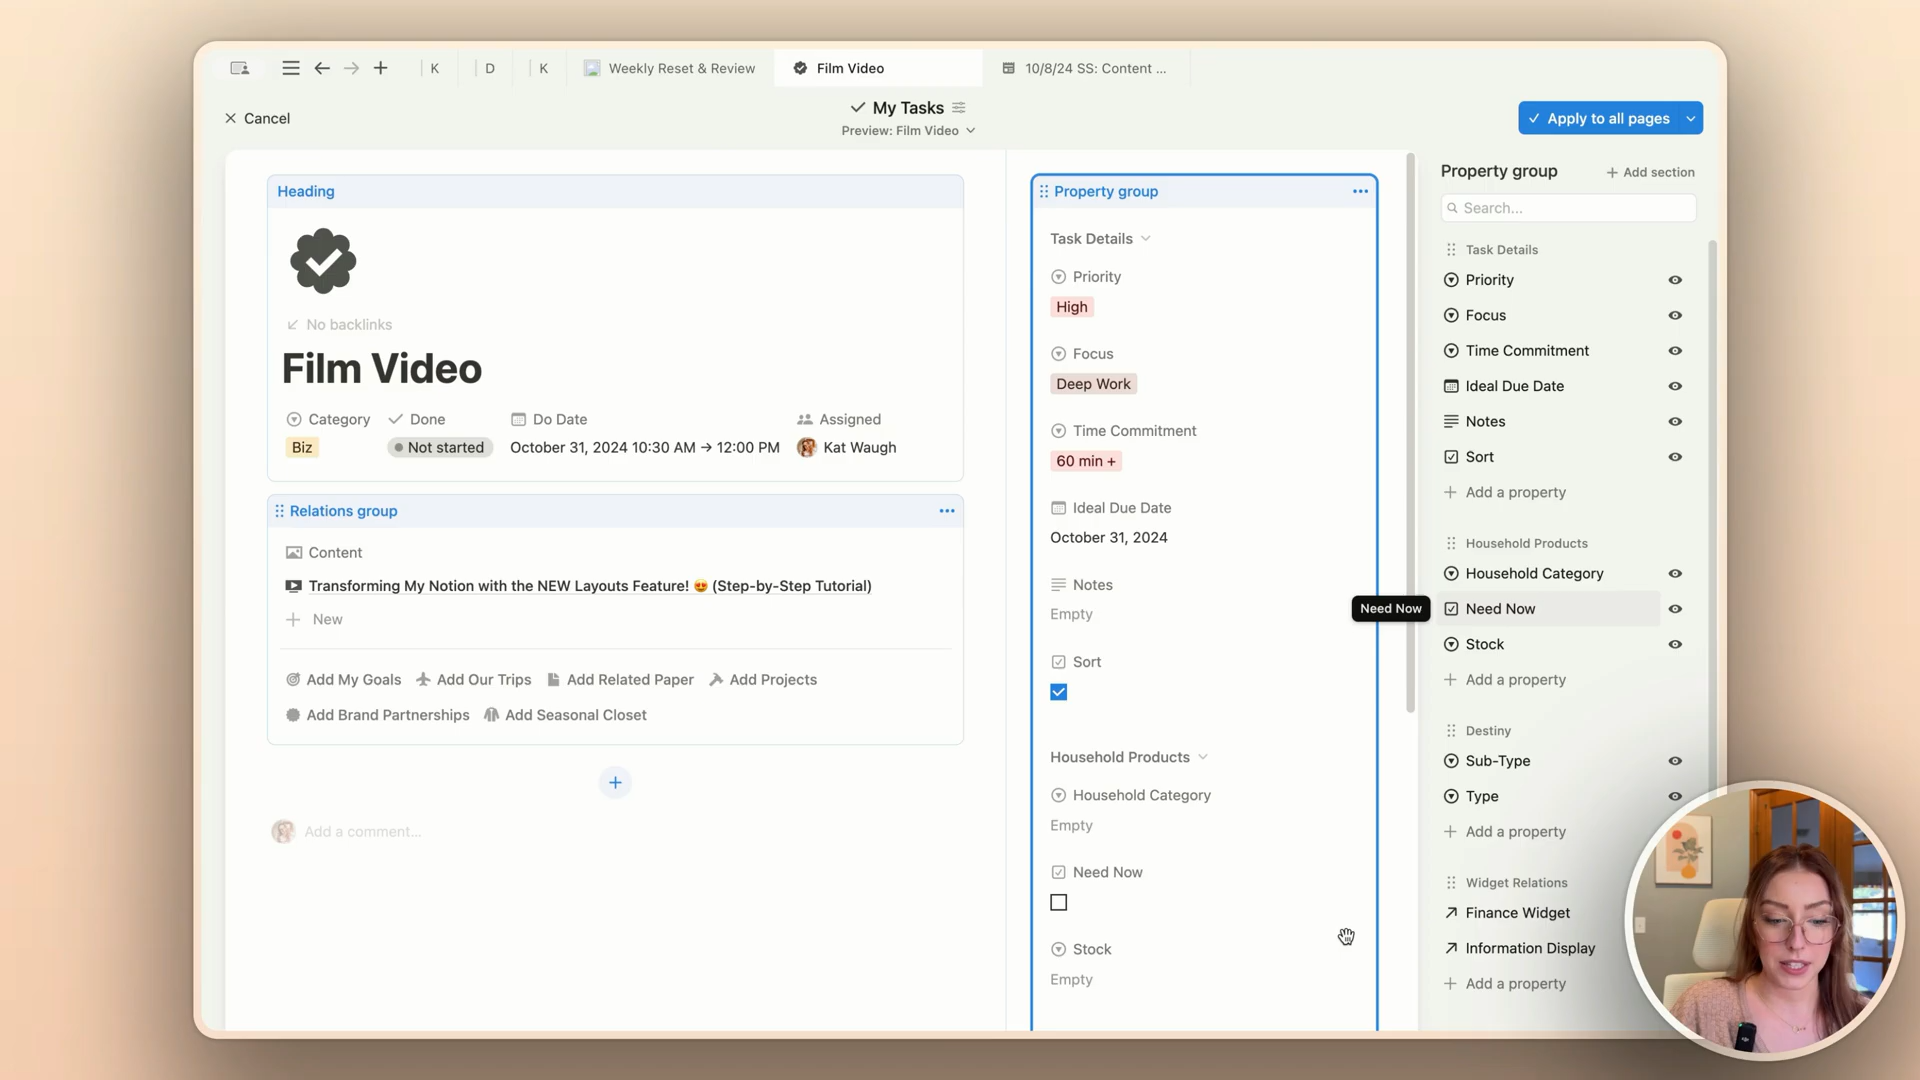 K
D
K
Weekly Reset & Review
Film Video
10/8/24 SS: Content ...
Cancel
My Tasks
Preview: Film Video
Apply to all pages
Heading
No backlinks
Film Video
Category
Done
Do Date
Assigned
Biz
Not started
October 31, 2024 10:30 AM → 12:00 PM
Kat Waugh
Relations group
Content
Transforming My Notion with the NEW Layouts Feature! 😍 (Step-by-Step Tutorial)
New
Add My Goals
Add Our Trips
Add Related Paper
Add Projects
Add Brand Partnerships
Add Seasonal Closet
Add a comment...
Property group
Task Details
Priority
High
Focus
Deep Work
Time Commitment
60 min +
Ideal Due Date
October 31, 2024
Notes
Empty
Sort
Household Products
Household Category
Empty
Need Now
Stock
Empty
Need Now
Property group
Add section
Search...
Task Details
Priority
Focus
Time Commitment
Ideal Due Date
Notes
Sort
Add a property
Household Products
Household Category
Need Now
Stock
Add a property
Destiny
Sub-Type
Type
Add a property
Widget Relations
Finance Widget
Information Display
Add a property